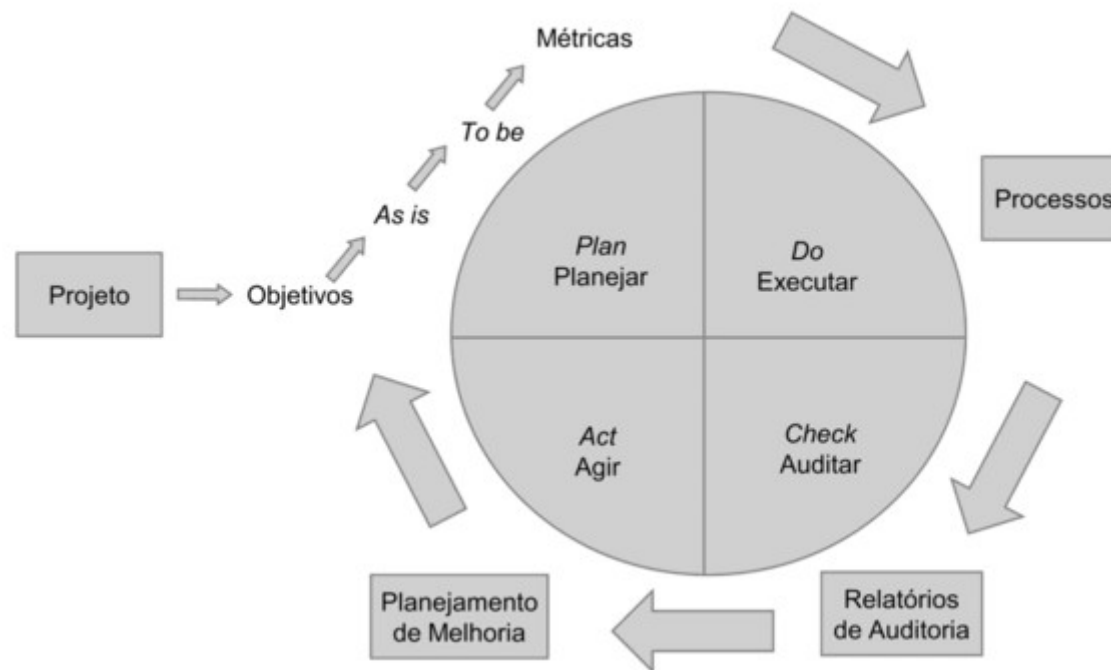 Métricas
To be
As is
Projeto
Objetivos
Plan
Planejar
Do
Executar
Processos
Act
Agir
Check
Auditar
Planejamento
de Melhoria
Relatórios
de Auditoria